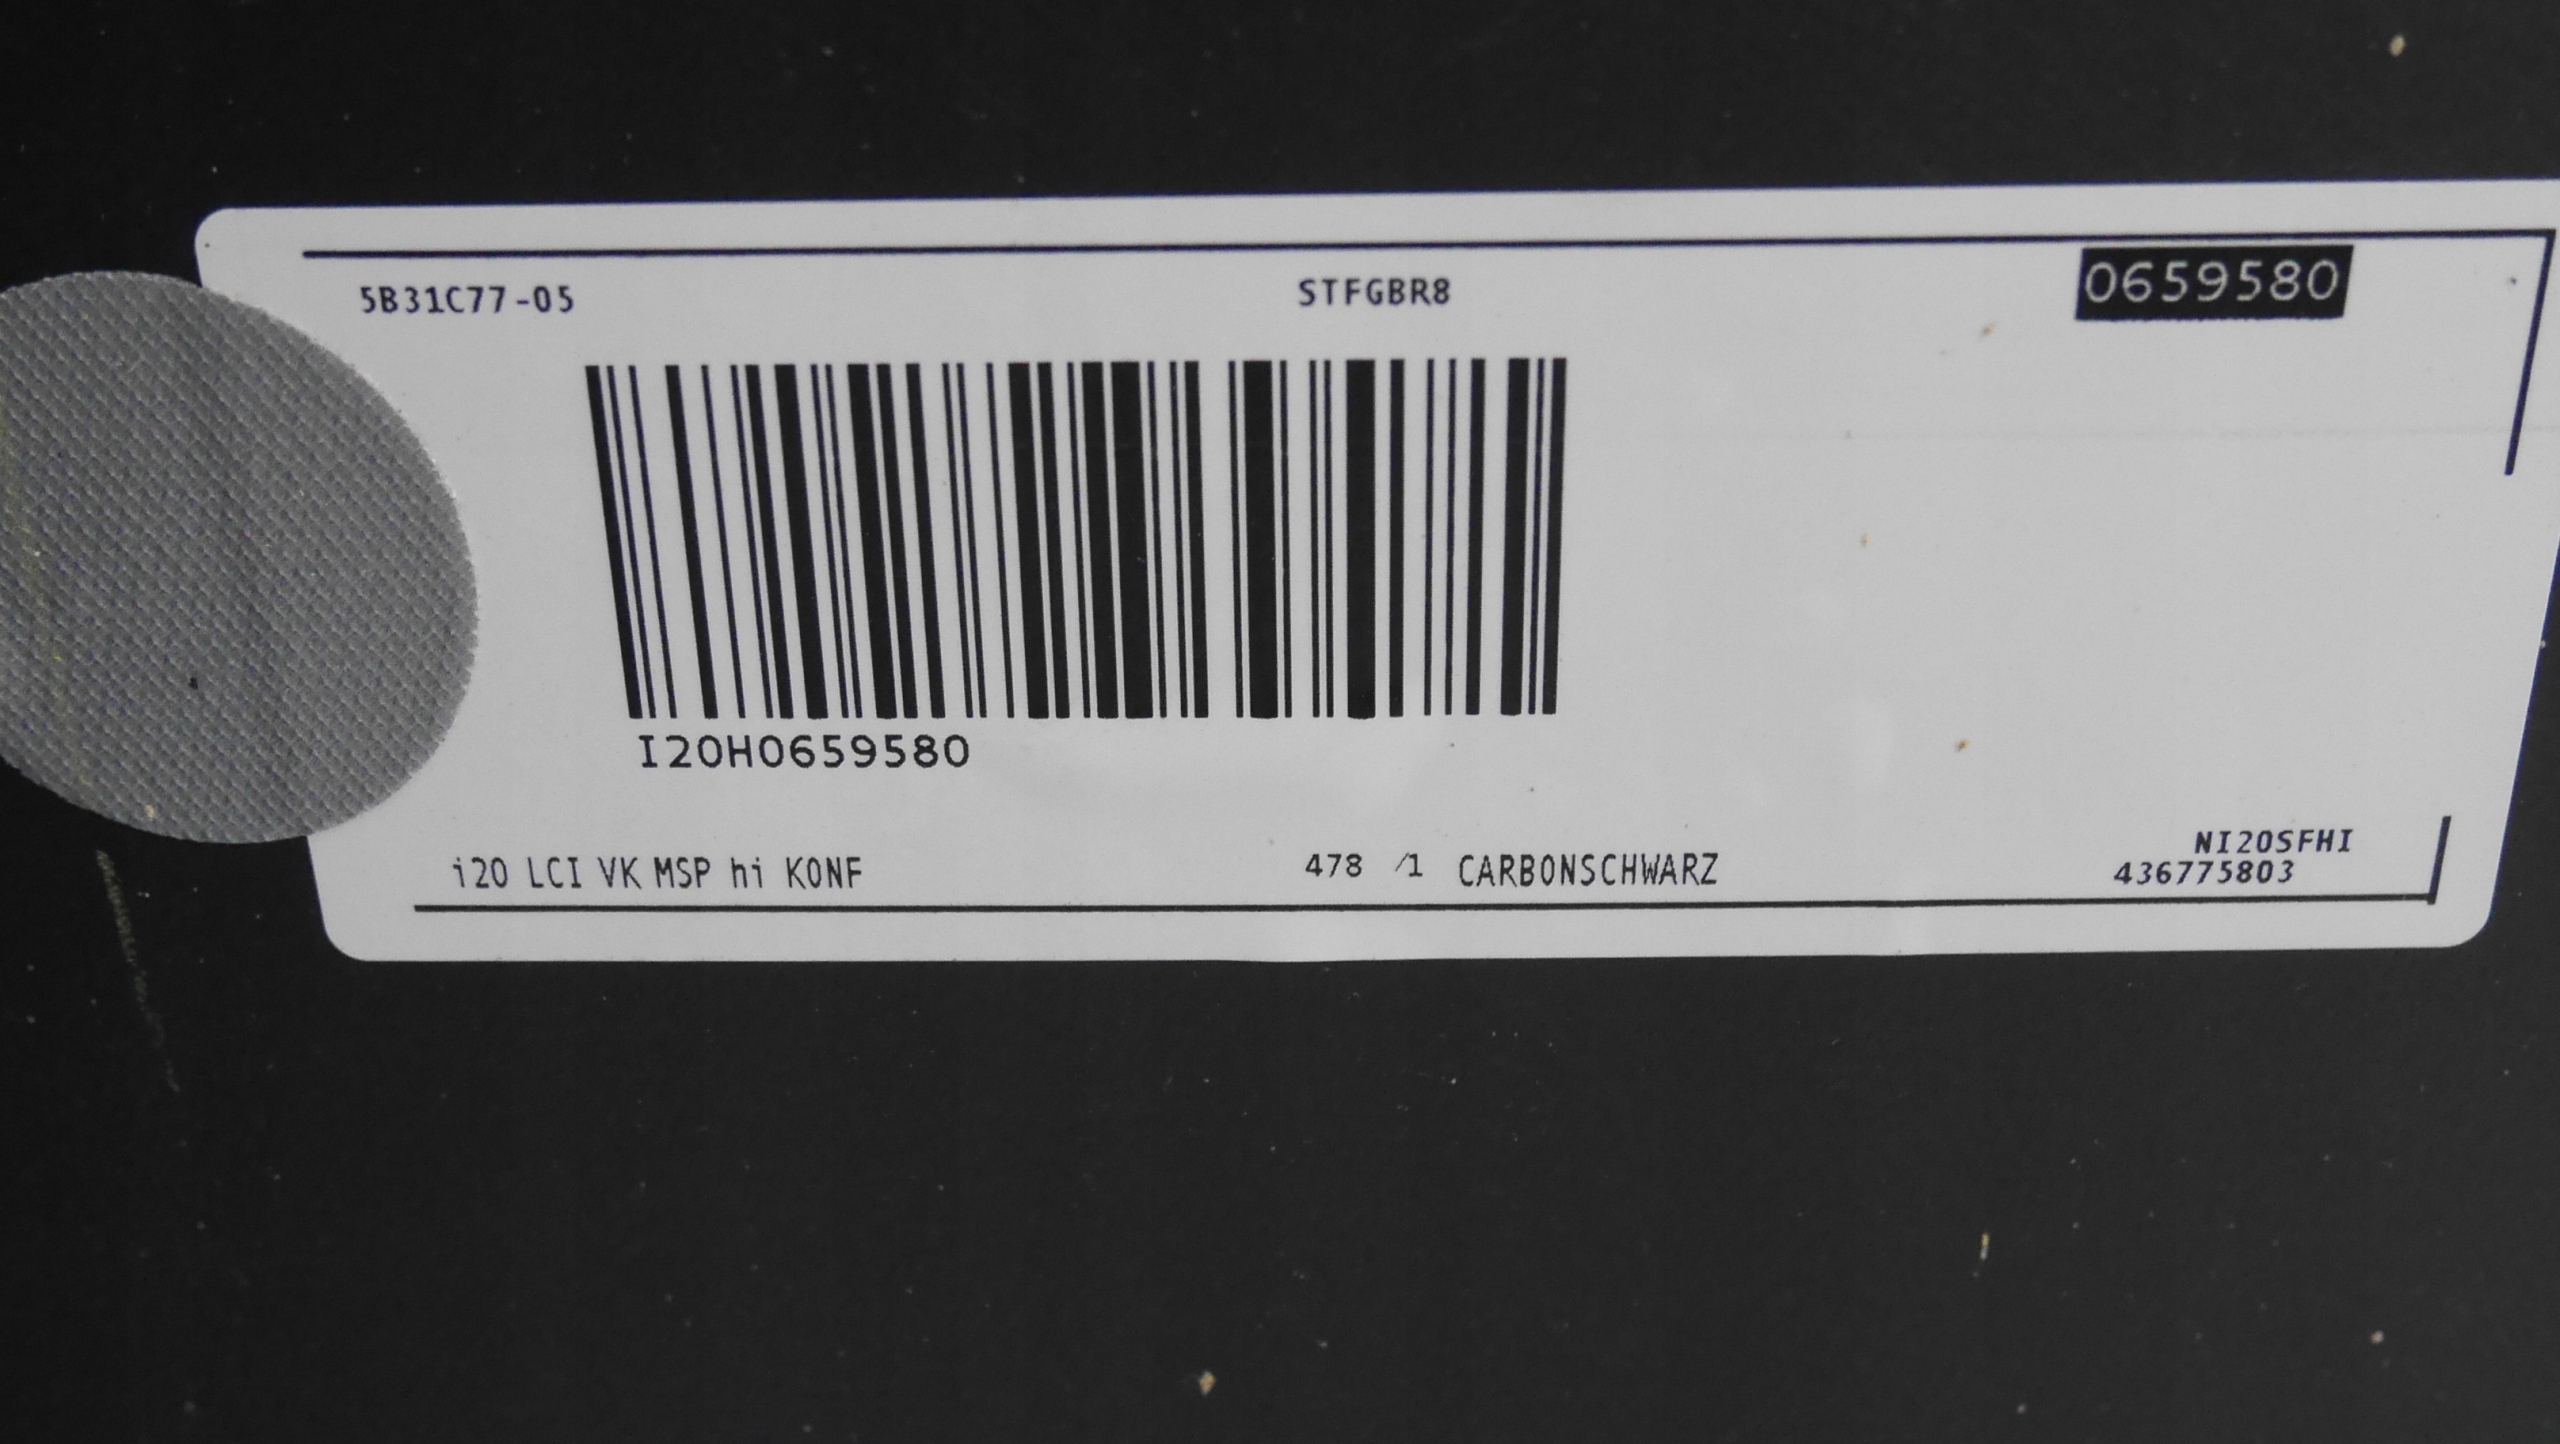 5B31C77-05 STFGBR8 0659580
I20H0659580
i20 LCI VK MSP hi KONF 478 /1 CARBONSCHWARZ NI20SFHI
436775803